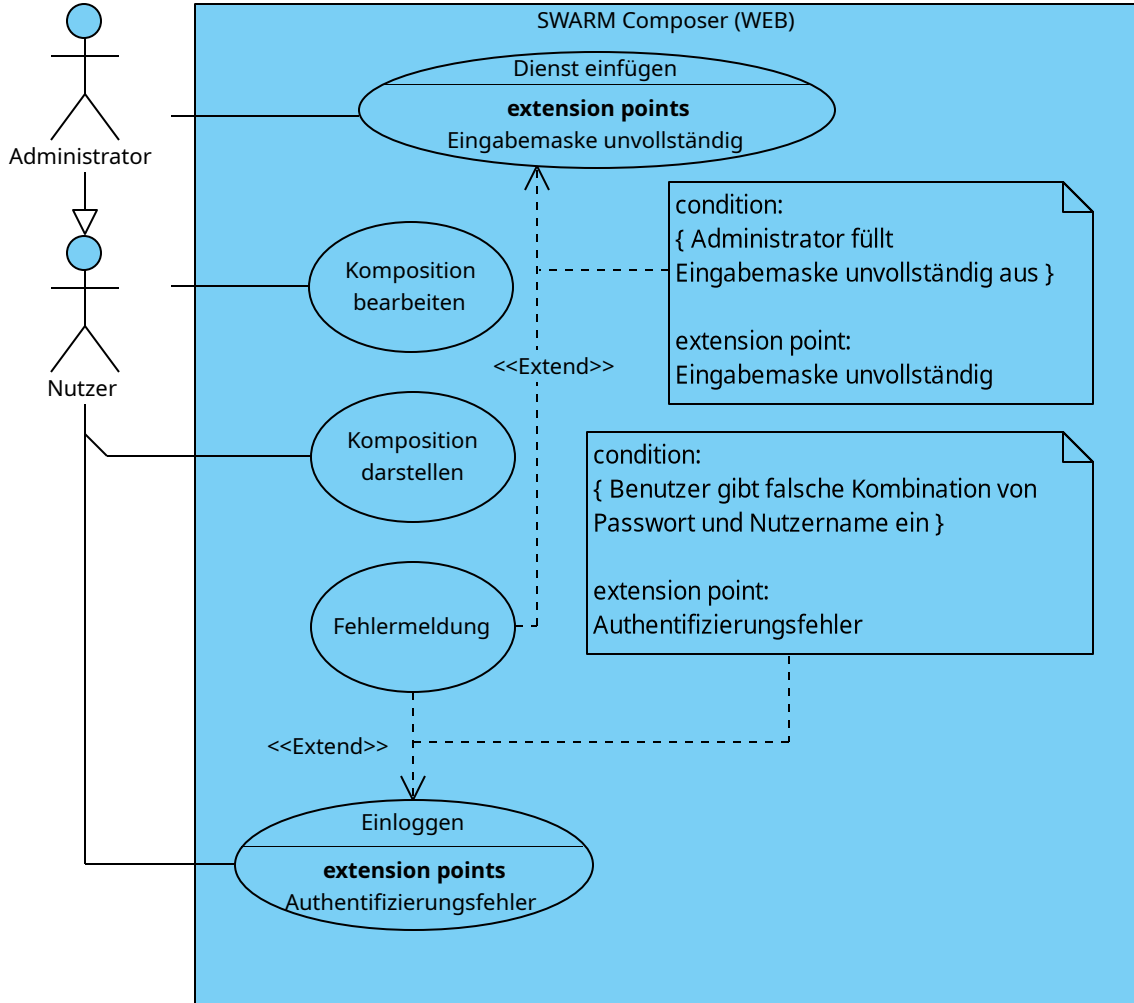 SWARM Composer (WEB)
Dienst einfügen
extension points
Eingabemaske unvollständig
Administrator
condition:
{ Administrator füllt
Eingabemaske unvollständig aus }
extension point:
Eingabemaske unvollständig
Komposition
bearbeiten
<<Extend>>
Nutzer
Komposition
darstellen
condition:
{ Benutzer gibt falsche Kombination von
Passwort und Nutzername ein }
extension point:
Authentifizierungsfehler
Fehlermeldung
<<Extend>>
Einloggen
extension points
Authentifizierungsfehler